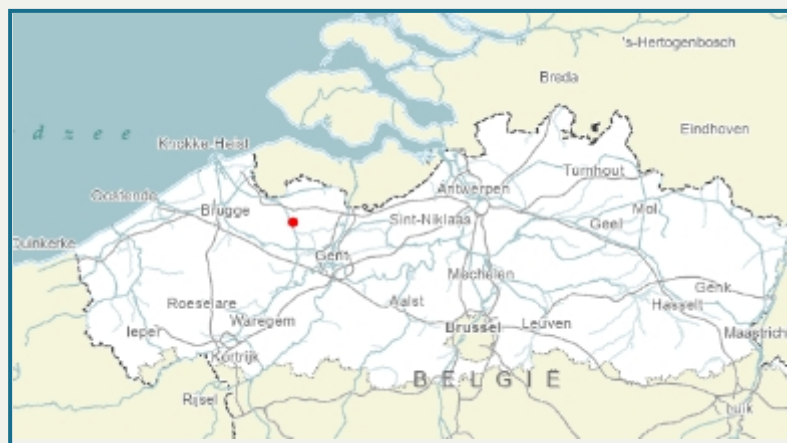 's-Hertogenbosch
Breda
d z e e
Eindhoven
Knokke-Heist
Turnhout
Oostende
Antwerpen
Brugge
Sint-Niklaas
Mol
Geel
Duinkerke
Gent
Mechelen
Genk
Roeselare
Aalst
Hasselt
Waregem
Ieper
Brussel
Leuven
Maastrich
Kortrijk
BELGIË
Rijsel
Luik